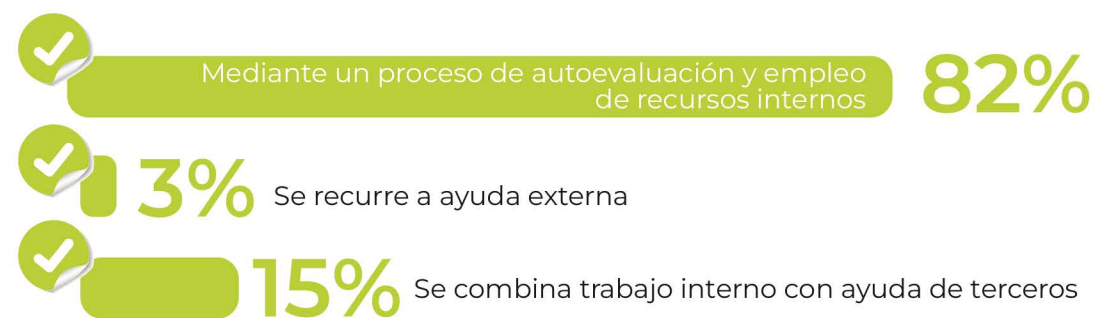 Mediante un proceso de autoevaluación y empleo
de recursos internos
82%
3%
Se recurre a ayuda externa
15%
Se combina trabajo interno con ayuda de terceros